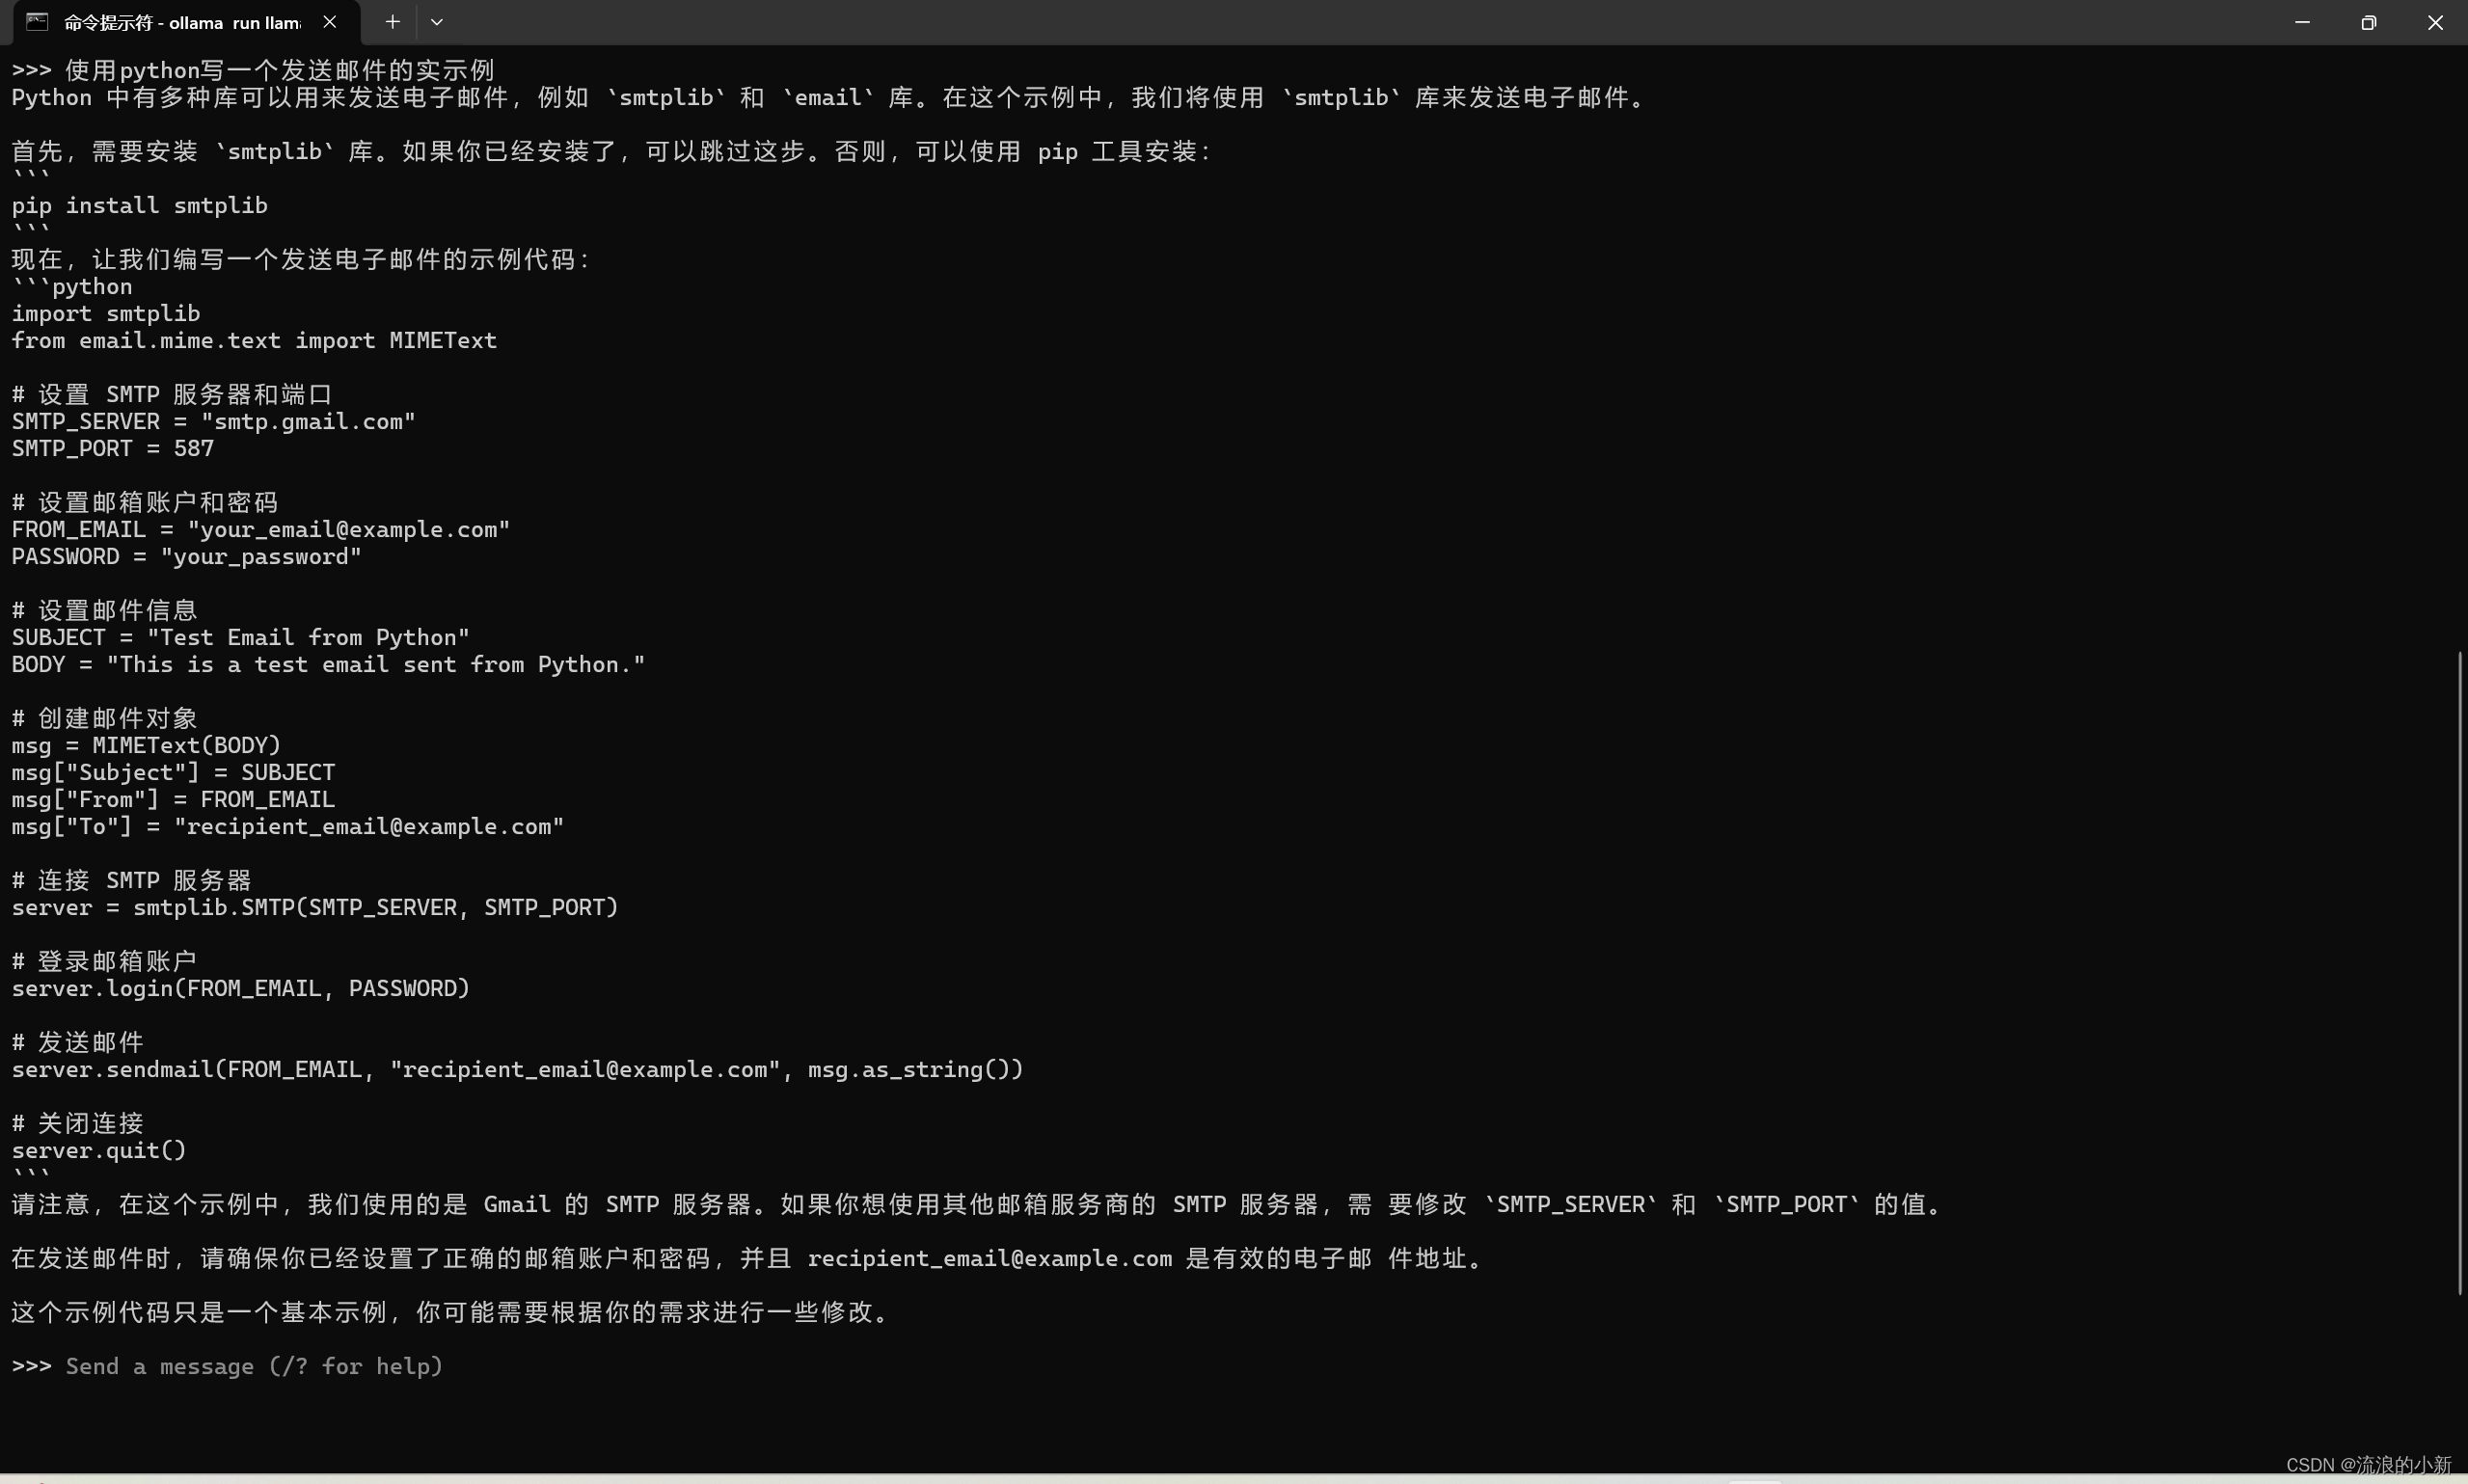 命令提示符 - ollama  run llam
>>> 使用python写一个发送邮件的实示例
Python 中有多种库可以用来发送电子邮件，例如 `smtplib` 和 `email` 库。在这个示例中，我们将使用 `smtplib` 库来发送电子邮件。
首先，需要安装 `smtplib` 库。如果你已经安装了，可以跳过这步。否则，可以使用 pip 工具安装：
```
pip install smtplib
```
现在，让我们编写一个发送电子邮件的示例代码：
```python
import smtplib
from email.mime.text import MIMEText
# 设置 SMTP 服务器和端口
SMTP_SERVER = "smtp.gmail.com"
SMTP_PORT = 587
# 设置邮箱账户和密码
FROM_EMAIL = "your_email@example.com"
PASSWORD = "your_password"
# 设置邮件信息
SUBJECT = "Test Email from Python"
BODY = "This is a test email sent from Python."
# 创建邮件对象
msg = MIMEText(BODY)
msg["Subject"] = SUBJECT
msg["From"] = FROM_EMAIL
msg["To"] = "recipient_email@example.com"
# 连接 SMTP 服务器
server = smtplib.SMTP(SMTP_SERVER, SMTP_PORT)
# 登录邮箱账户
server.login(FROM_EMAIL, PASSWORD)
# 发送邮件
server.sendmail(FROM_EMAIL, "recipient_email@example.com", msg.as_string())
# 关闭连接
server.quit()
```
请注意，在这个示例中，我们使用的是 Gmail 的 SMTP 服务器。如果你想使用其他邮箱服务商的 SMTP 服务器，需 要修改 `SMTP_SERVER` 和 `SMTP_PORT` 的值。
在发送邮件时，请确保你已经设置了正确的邮箱账户和密码，并且 recipient_email@example.com 是有效的电子邮 件地址。
这个示例代码只是一个基本示例，你可能需要根据你的需求进行一些修改。
>>> Send a message (/? for help)
CSDN @流浪的小新